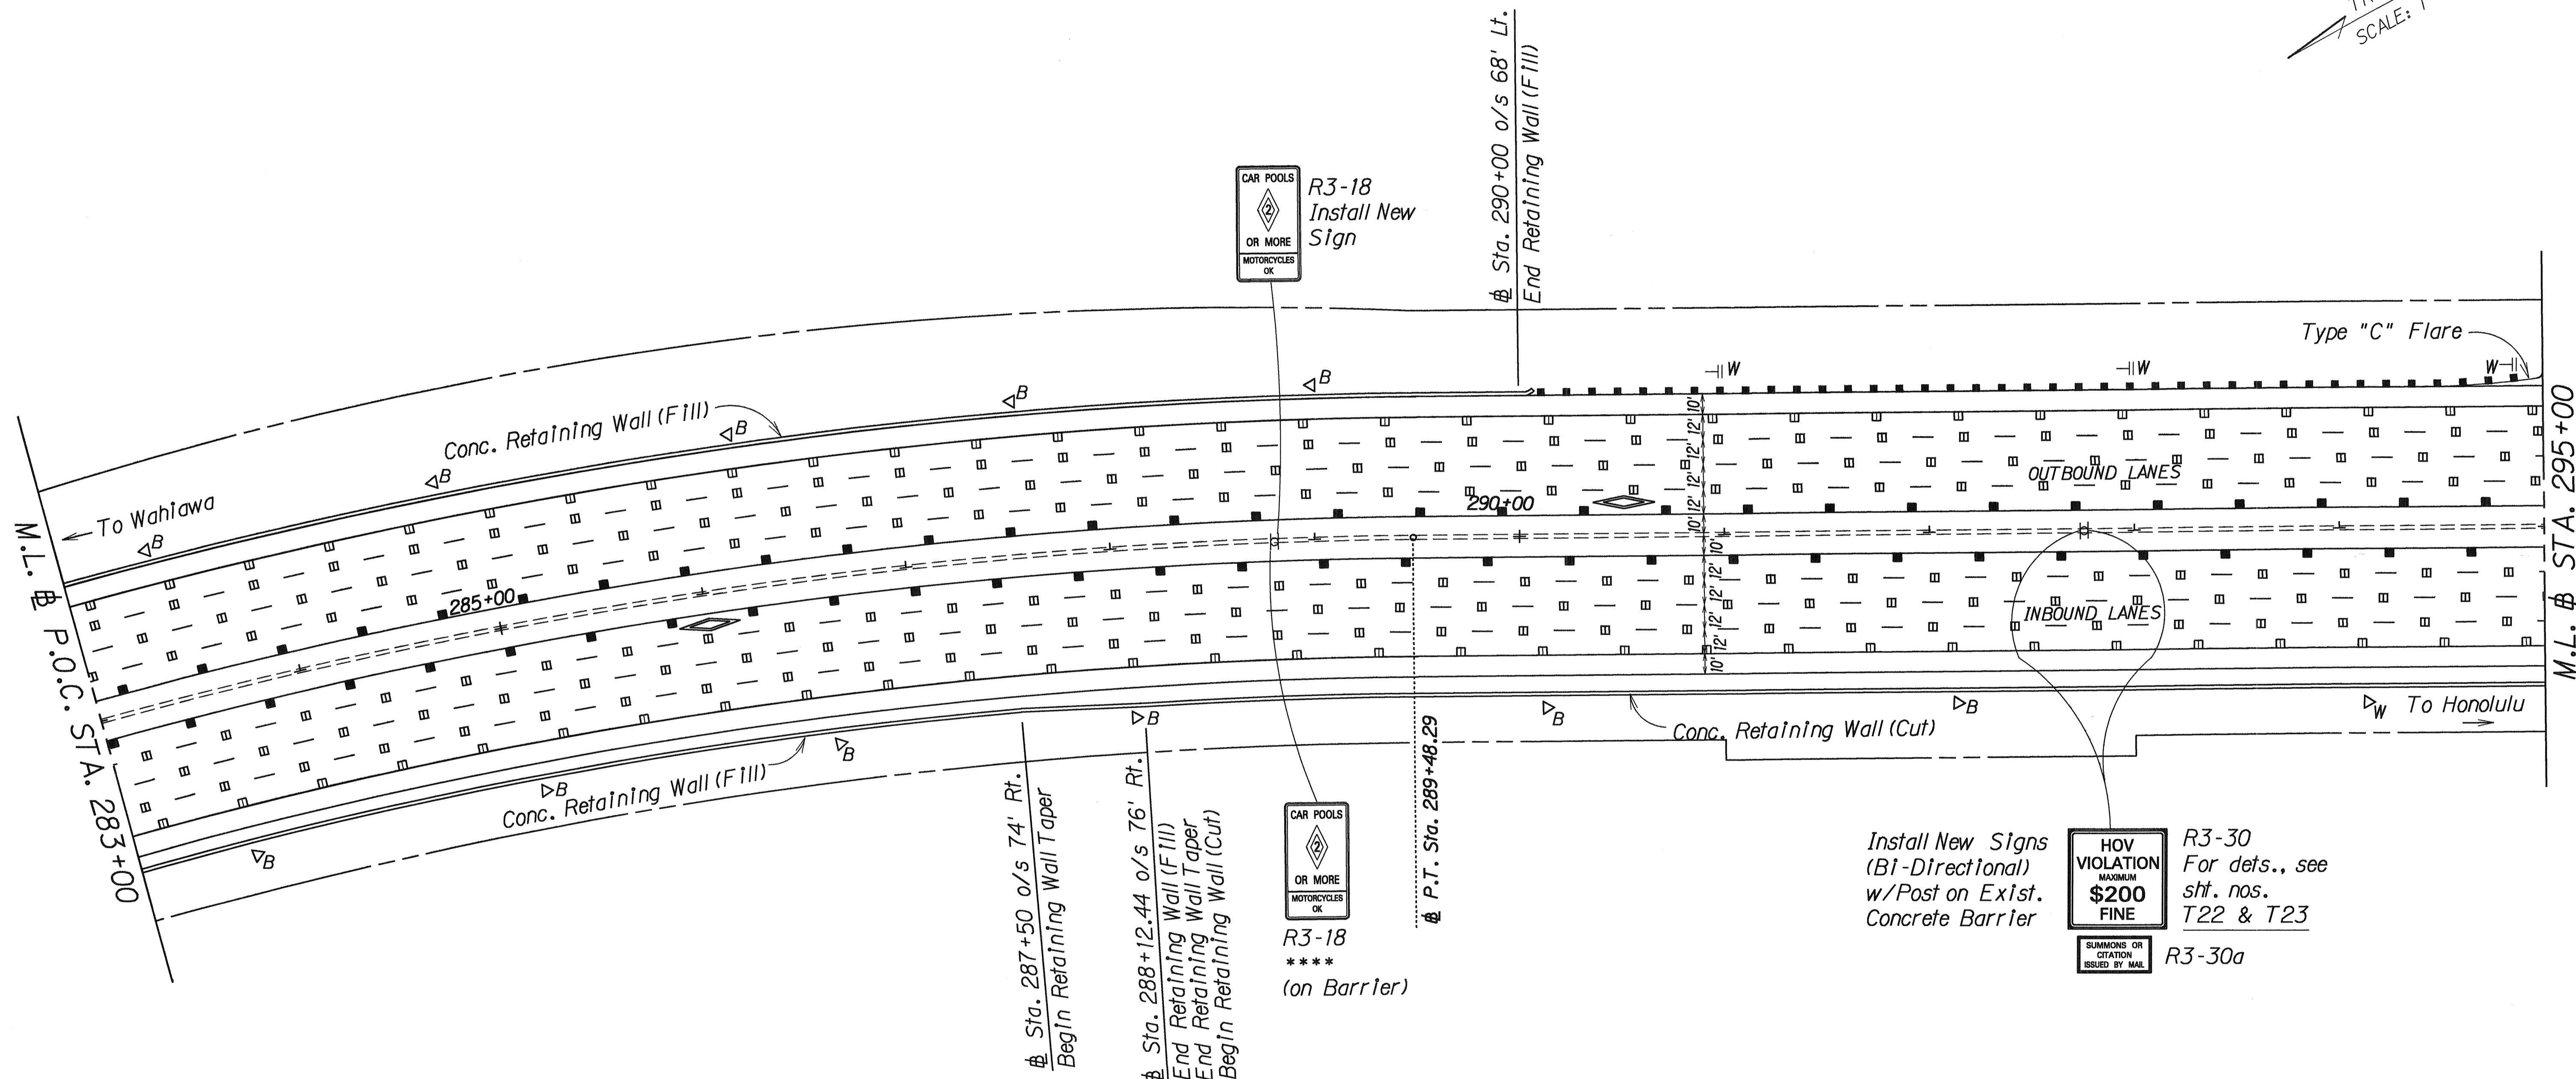 SCALE: 1
CAR POOLS
2
OR MORE
MOTORCYCLES
OK
R3-18
Install New
Sign
℄ Sta. 290+00 o/s 68' Lt.
End Retaining Wall (Fill)
Type "C" Flare
W
W
W
B
B
B
B
B
Conc. Retaining Wall (Fill)
To Wahiawa
M.L. ℄ P.O.C. STA. 283+00
285+00
290+00
10'
12'
12'
12'
12'
10'
10'
12'
12'
12'
12'
10'
OUTBOUND LANES
INBOUND LANES
M.L. ℄ STA. 295+00
To Honolulu
W
B
B
B
B
B
B
Conc. Retaining Wall (Cut)
Conc. Retaining Wall (Fill)
℄ Sta. 287+50 o/s 74' Rt.
Begin Retaining Wall Taper
℄ Sta. 288+12.44 o/s 76' Rt.
End Retaining Wall (Fill)
End Retaining Wall Taper
Begin Retaining Wall (Cut)
CAR POOLS
2
OR MORE
MOTORCYCLES
OK
R3-18
****
(on Barrier)
℄ P.T. Sta. 289+48.29
Install New Signs
(Bi-Directional)
w/Post on Exist.
Concrete Barrier
HOV
VIOLATION
MAXIMUM
$200
FINE
R3-30
For dets., see
sht. nos.
T22 & T23
SUMMONS OR
CITATION
ISSUED BY MAIL
R3-30a